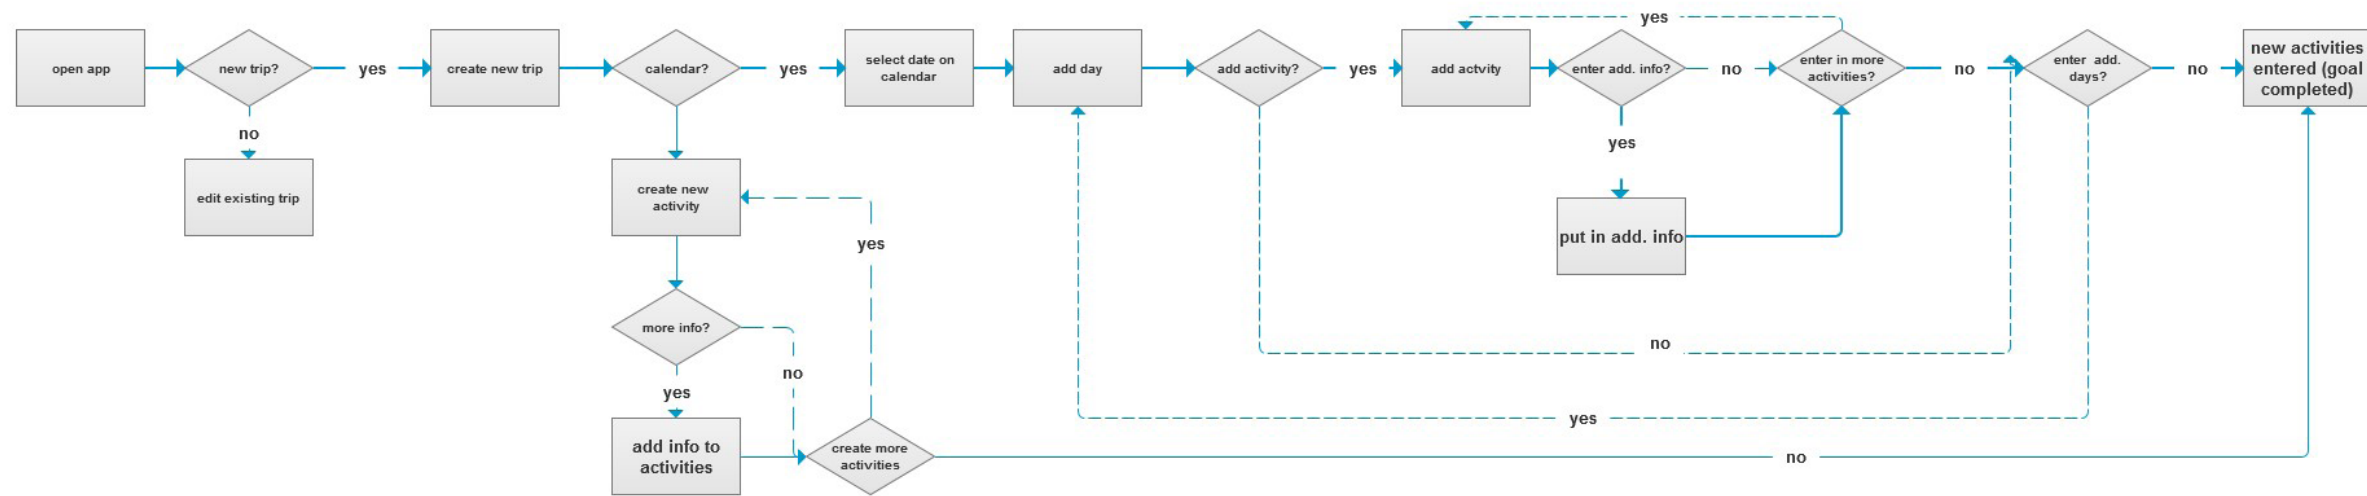 open app
new trip?
yes
create new trip
calendar?
yes
select date on
calendar
add day
add activity?
yes
add actvity
enter add. info?
no
yes
enter in more
activities?
no
enter  add.
days?
no
new activities
entered (goal
completed)
no
edit existing trip
create new
activity
yes
yes
put in add. info
more info?
no
yes
add info to
activities
create more
activities
no
yes
no